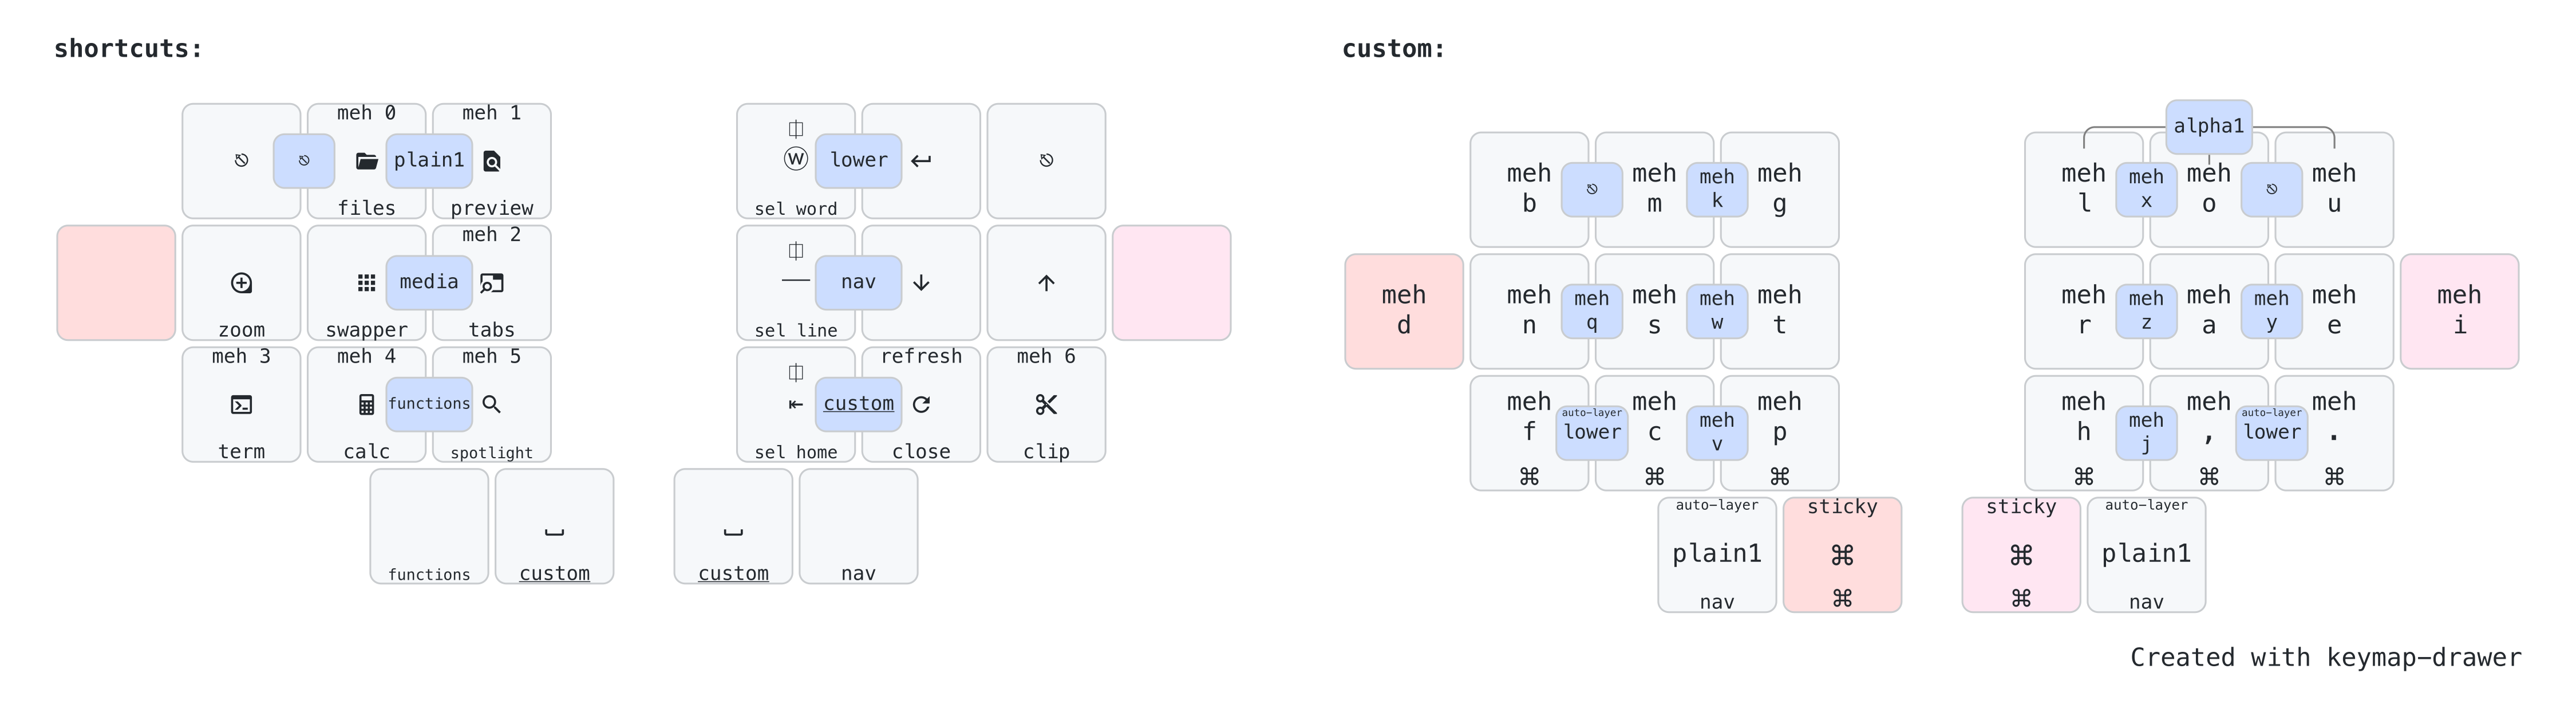 shortcuts:
custom:
meh 0
meh 1
plain1
files
preview
W
lower
sel word
meh 2
zoom
media
swapper
tabs
nav
sel line
meh 3
meh 4
meh 5
functions
term
calc
spotlight
refresh
meh 6
custom
sel home
close
clip
functions
custom
custom
nav
alpha1
meh b
meh m
meh k
meh g
meh l
meh x
meh o
meh u
meh d
meh n
meh q
meh s
meh w
meh t
meh r
meh z
meh a
meh y
meh e
meh i
meh f
auto-layer lower
meh c
meh v
meh p
meh h
meh j
meh ,
auto-layer lower
meh .
⌘ ⌘ ⌘ ⌘ ⌘ ⌘
auto-layer
plain1
nav
sticky
⌘
⌘
sticky
⌘
⌘
auto-layer
plain1
nav
Created with keymap-drawer